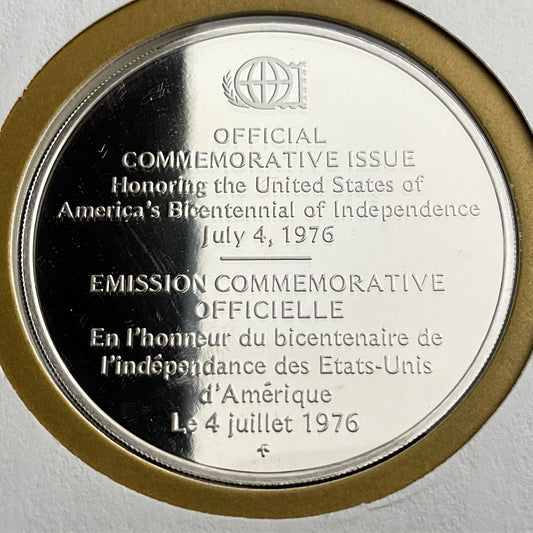 OFFICIAL
COMMEMORATIVE ISSUE
Honoring the United States of
America's Bicentennial of Independence
July 4, 1976
EMISSION COMMEMORATIVE
OFFICIELLE
En l'honneur du bicentenaire de
l'indépendance des Etats-Unis
d'Amérique
Le 4 juillet 1976